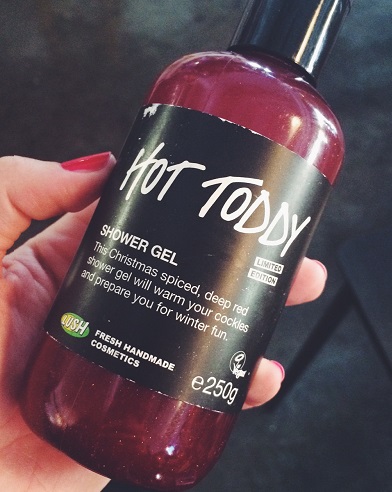 HOT TODDY
SHOWER GEL
LIMITED
EDITION
This Christmas spiced, deep red
shower gel will warm your cockles
and prepare you for winter fun.
LUSH
FRESH HANDMADE
COSMETICS
℮250g